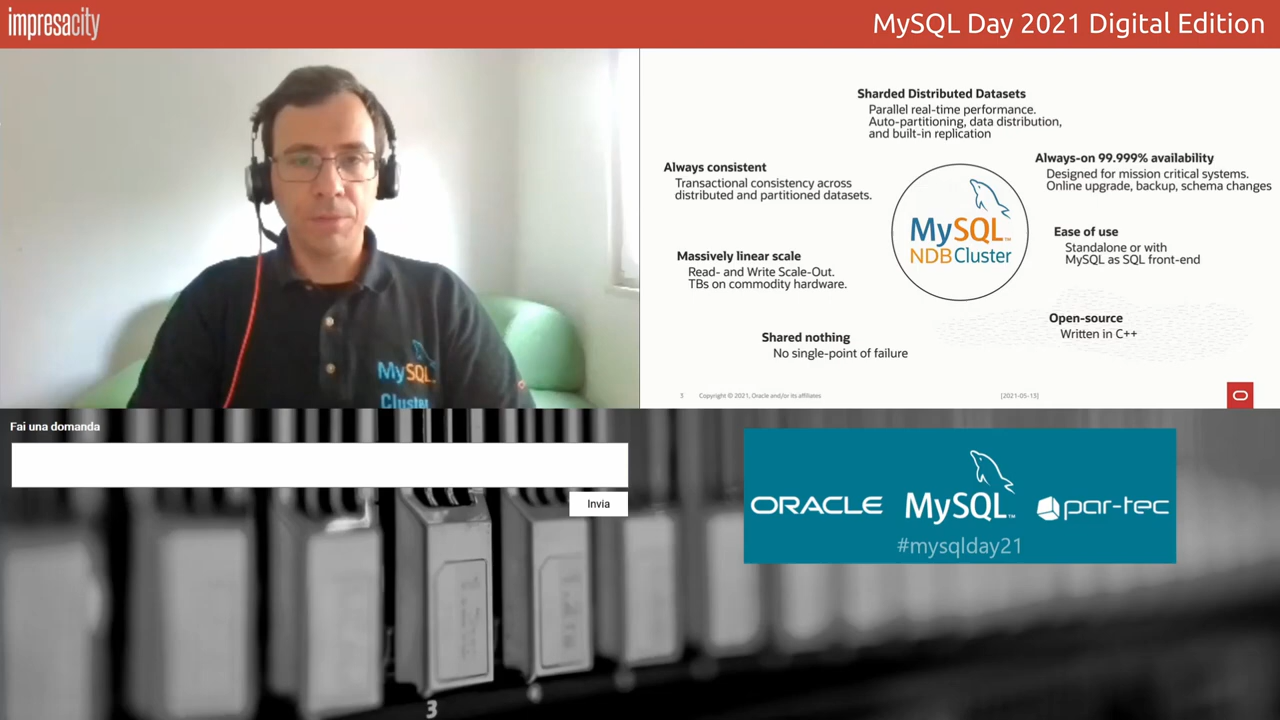 impresacity
MySQL Day 2021 Digital Edition
Sharded Distributed Datasets
Parallel real-time performance.
Auto-partitioning, data distribution,
and built-in replication
Always consistent
Transactional consistency across
distributed and partitioned datasets.
Always-on 99.999% availability
Designed for mission critical systems.
Online upgrade, backup, schema changes
MySQL™
NDB Cluster
Ease of use
Standalone or with
MySQL as SQL front-end
Massively linear scale
Read- and Write Scale-Out.
TBs on commodity hardware.
Open-source
Written in C++
Shared nothing
No single-point of failure
3 Copyright © 2021, Oracle and/or its affiliates [2021-05-13]
MySQL
Cluster
Fai una domanda
Invia
ORACLE MySQL™ par-tec
#mysqlday21
3
4